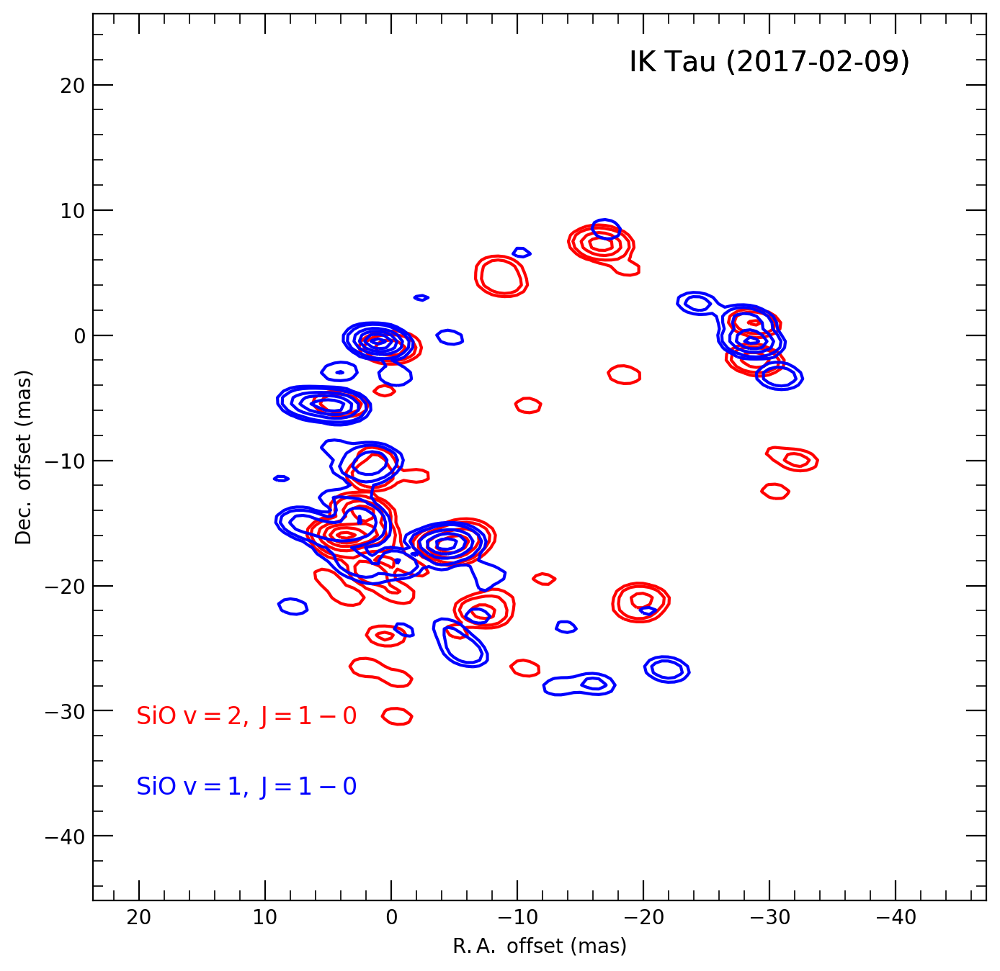 IK Tau (2017-02-09)
20
10
0
−10
−20
−30
−40
Dec. offset (mas)
SiO v = 2, J = 1 − 0
SiO v = 1, J = 1 − 0
20 10 0 −10 −20 −30 −40
R.A. offset (mas)